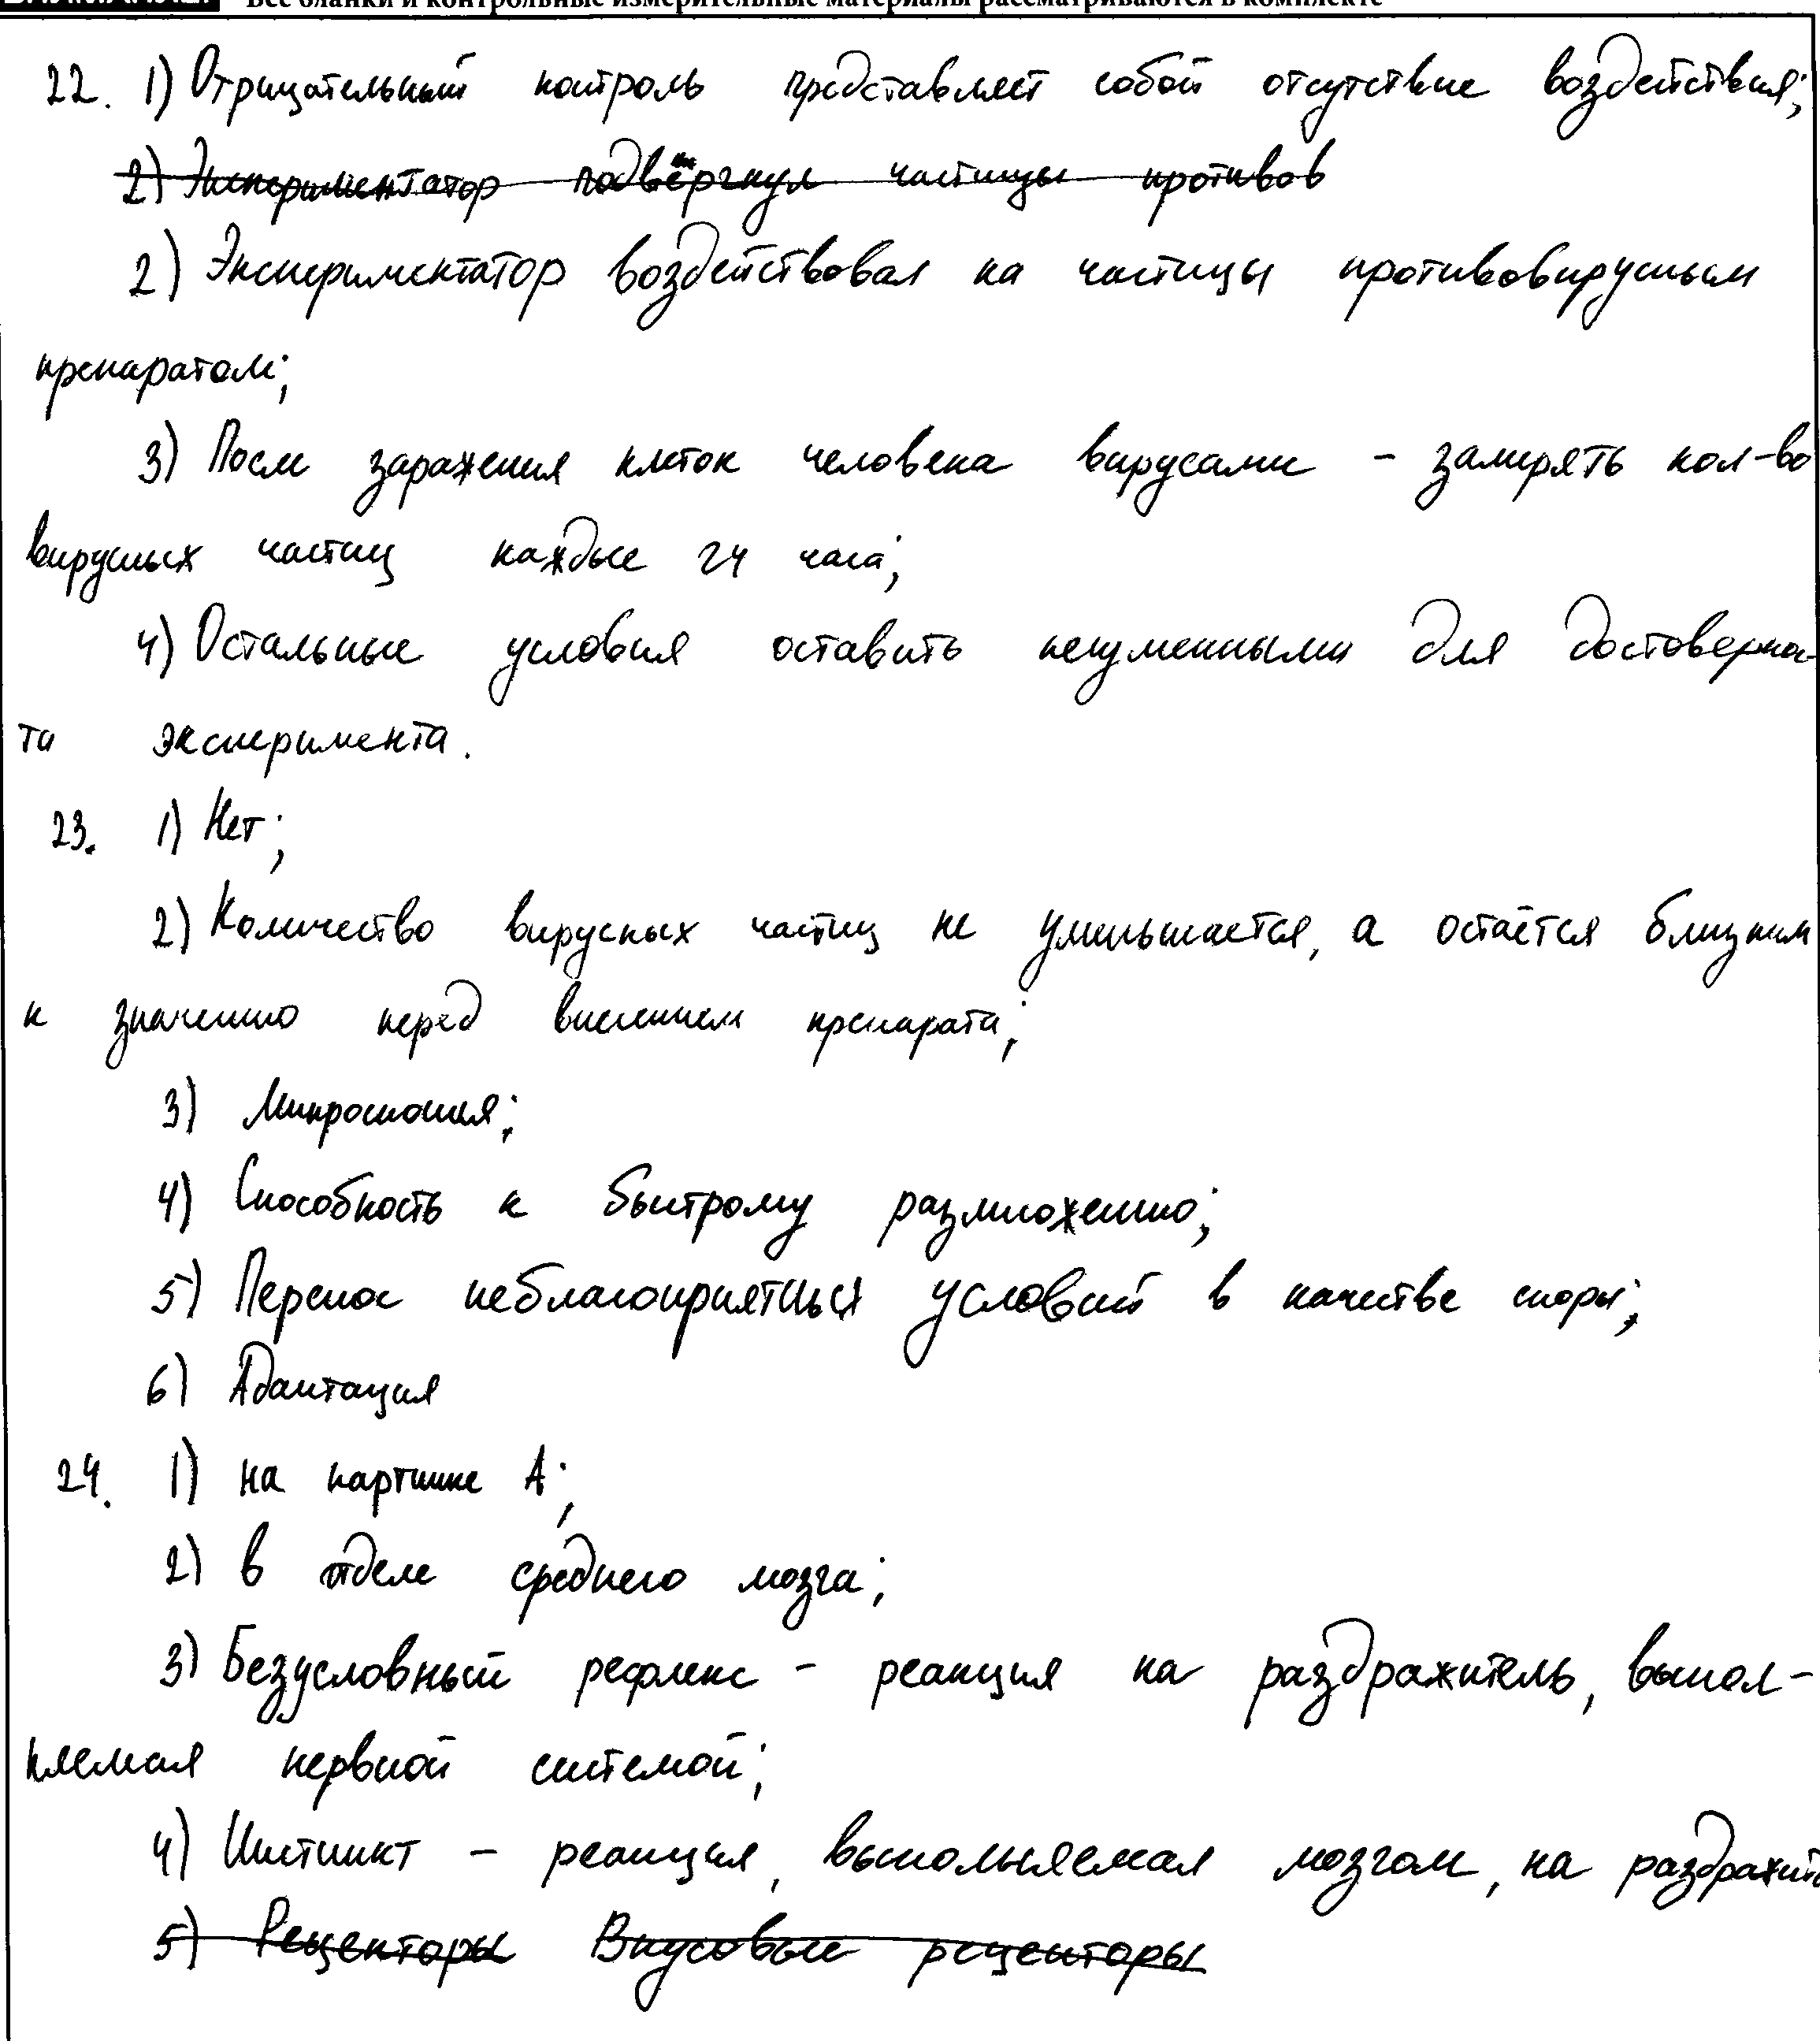 Все бланки и контрольные измерительные материалы рассматриваются в комплекте
22. 1) Отрицательный контроль представляет собой отсутствие воздействия;
2) Экспериментатор подвергнул частицы противов
2) Экспериментатор воздействовал на частицы противовирусным
препаратом;
3) После заражения клеток человека вирусами - замерять кол-во
вирусных частиц каждые 24 часа;
4) Остальные условия оставить неизменными для достоверно-
ти эксперимента.
23. 1) Нет;
2) Количество вирусных частиц не уменьшается, а остаётся близким
к значению перед внесением препарата;
3) Микроскопия;
4) Способность к быстрому размножению;
5) Перенос неблагоприятных условий в качестве споры;
6) Адаптация
24. 1) на картинке А;
2) в отделе среднего мозга;
3) Безусловный рефлекс - реакция на раздражитель, выпол-
няемая нервной системой;
4) Инстинкт - реакция, выполняемая мозгом, на раздражите
5) Рецепторы Вкусовые рецепторы